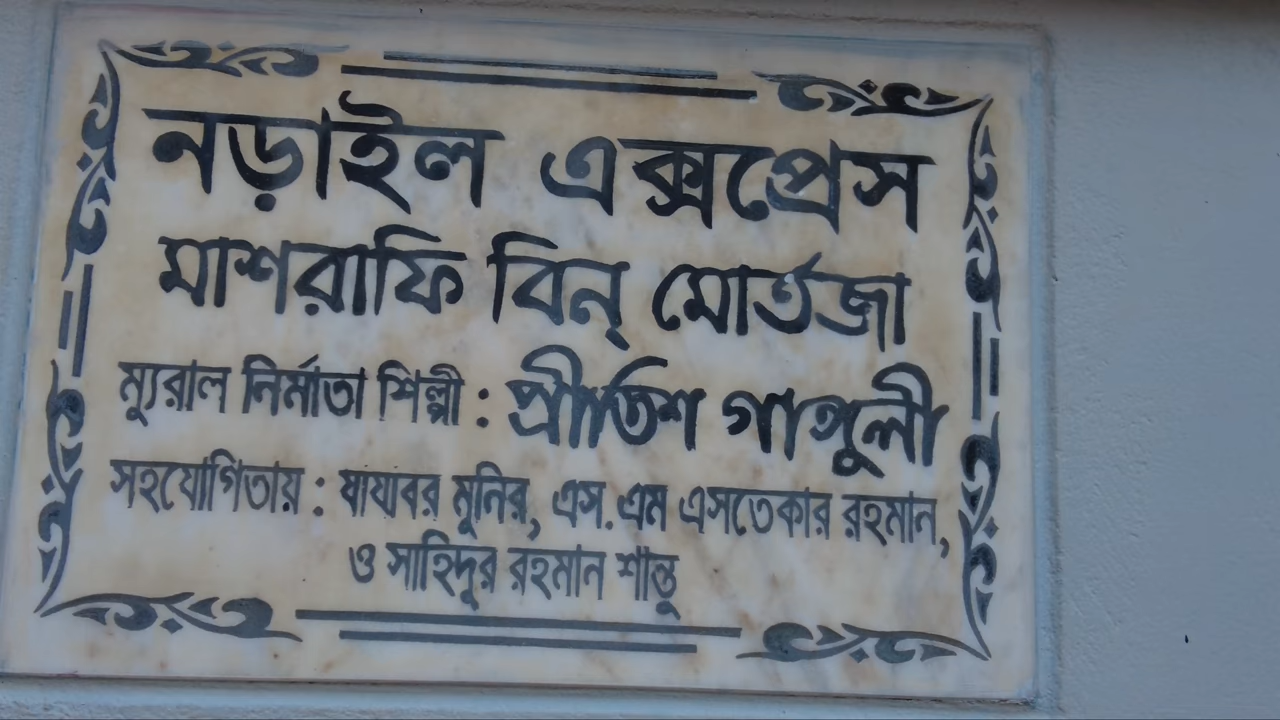 নড়াইল এক্সপ্রেস
মাশরাফি বিন্ মোর্তজা
ম্যুরাল নির্মাতা শিল্পী : প্রীতিশ গাঙ্গুলী
সহযোগিতায় : যাযাবর মুনির, এস.এম এসতেকার রহমান,
ও সাহিদুর রহমান শান্তু